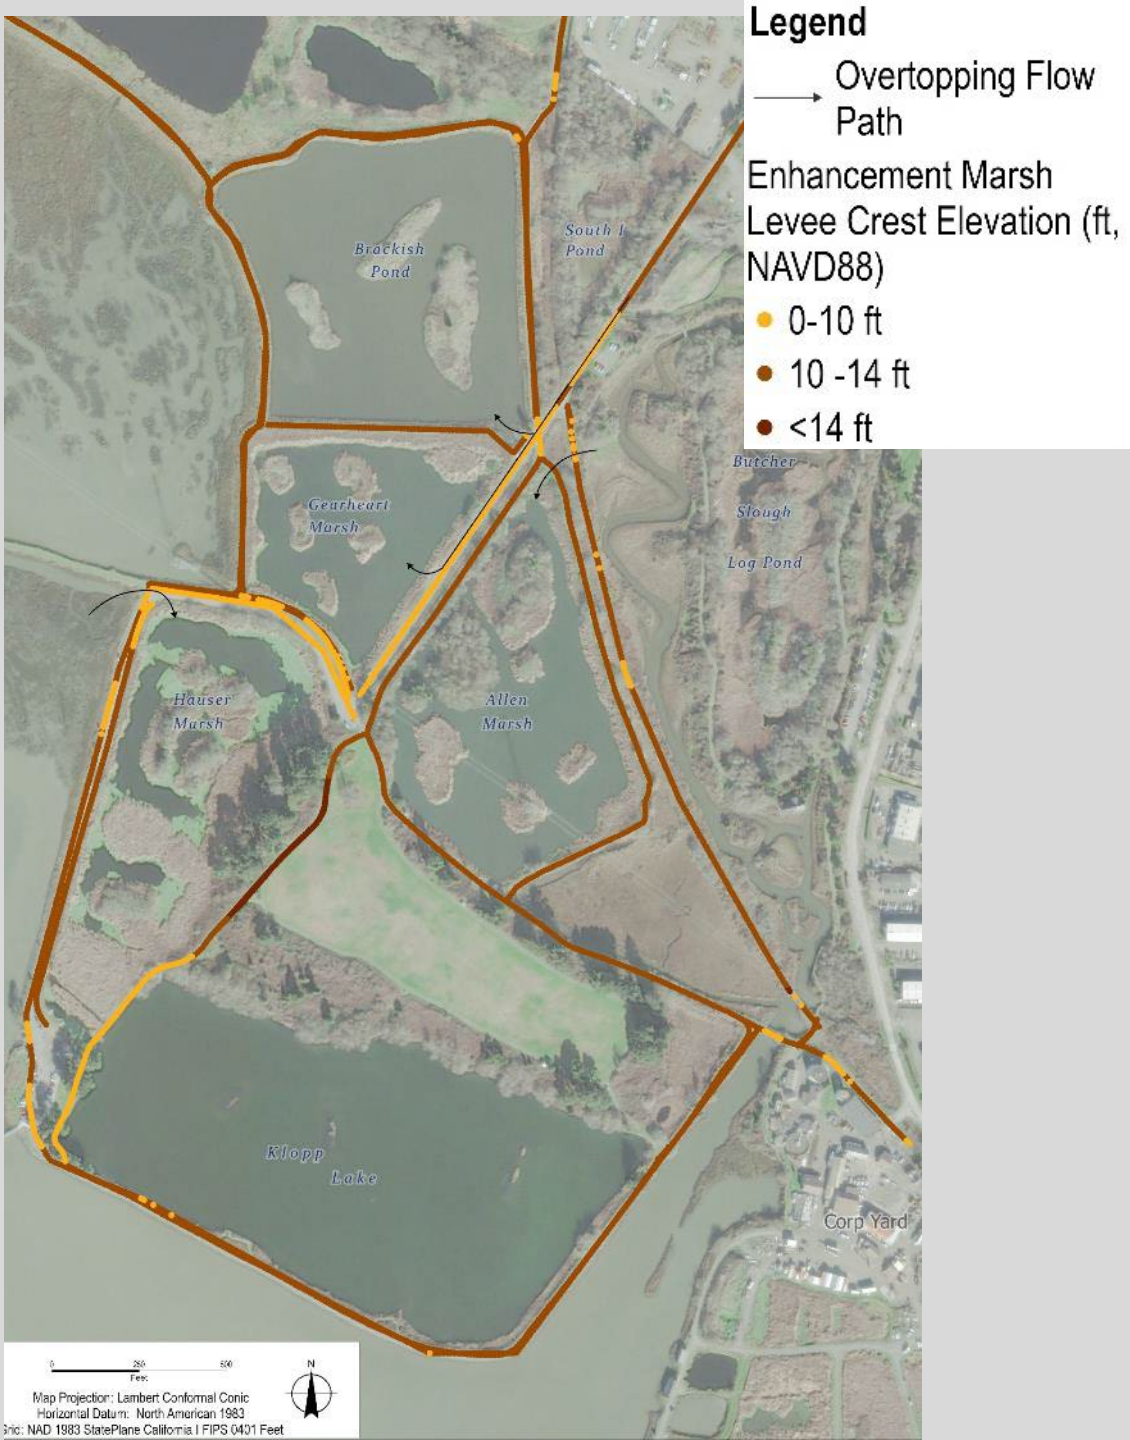 Legend
Overtopping Flow
Path
Enhancement Marsh
Levee Crest Elevation (ft,
NAVD88)
0-10 ft
10 -14 ft
<14 ft
South I
Pond
Brackish
Pond
Butcher
Slough
Log Pond
Gearheart
Marsh
Hauser
Marsh
Allen
Marsh
Klopp
Lake
Corp Yard
0 250 500
Feet
N
Map Projection: Lambert Conformal Conic
Horizontal Datum: North American 1983
Grid: NAD 1983 StatePlane California I FIPS 0401 Feet